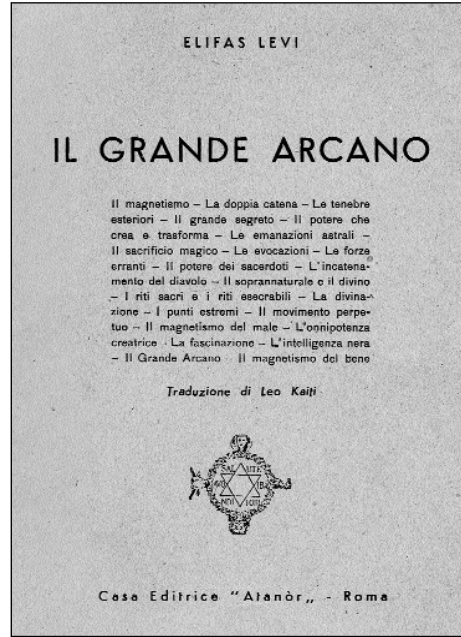 ELIFAS LEVI
IL GRANDE ARCANO
Il magnetismo – La doppia catena – Le tenebre
esteriori – Il grande segreto – Il potere che
crea e trasforma – Le emanazioni astrali –
Il sacrificio magico – Le evocazioni – Le forze
erranti – Il potere dei sacerdoti – L'incatena-
mento del diavolo – Il soprannaturale e il divino
– I riti sacri e i riti esecrabili – La divina-
zione – I punti estremi – Il movimento perpe-
tuo – Il magnetismo del male – L'onnipotenza
creatrice - La fascinazione – L'intelligenza nera
– Il Grande Arcano - Il magnetismo del bene
Traduzione di Leo Kaiti
Casa Editrice "Atanòr„ - Roma